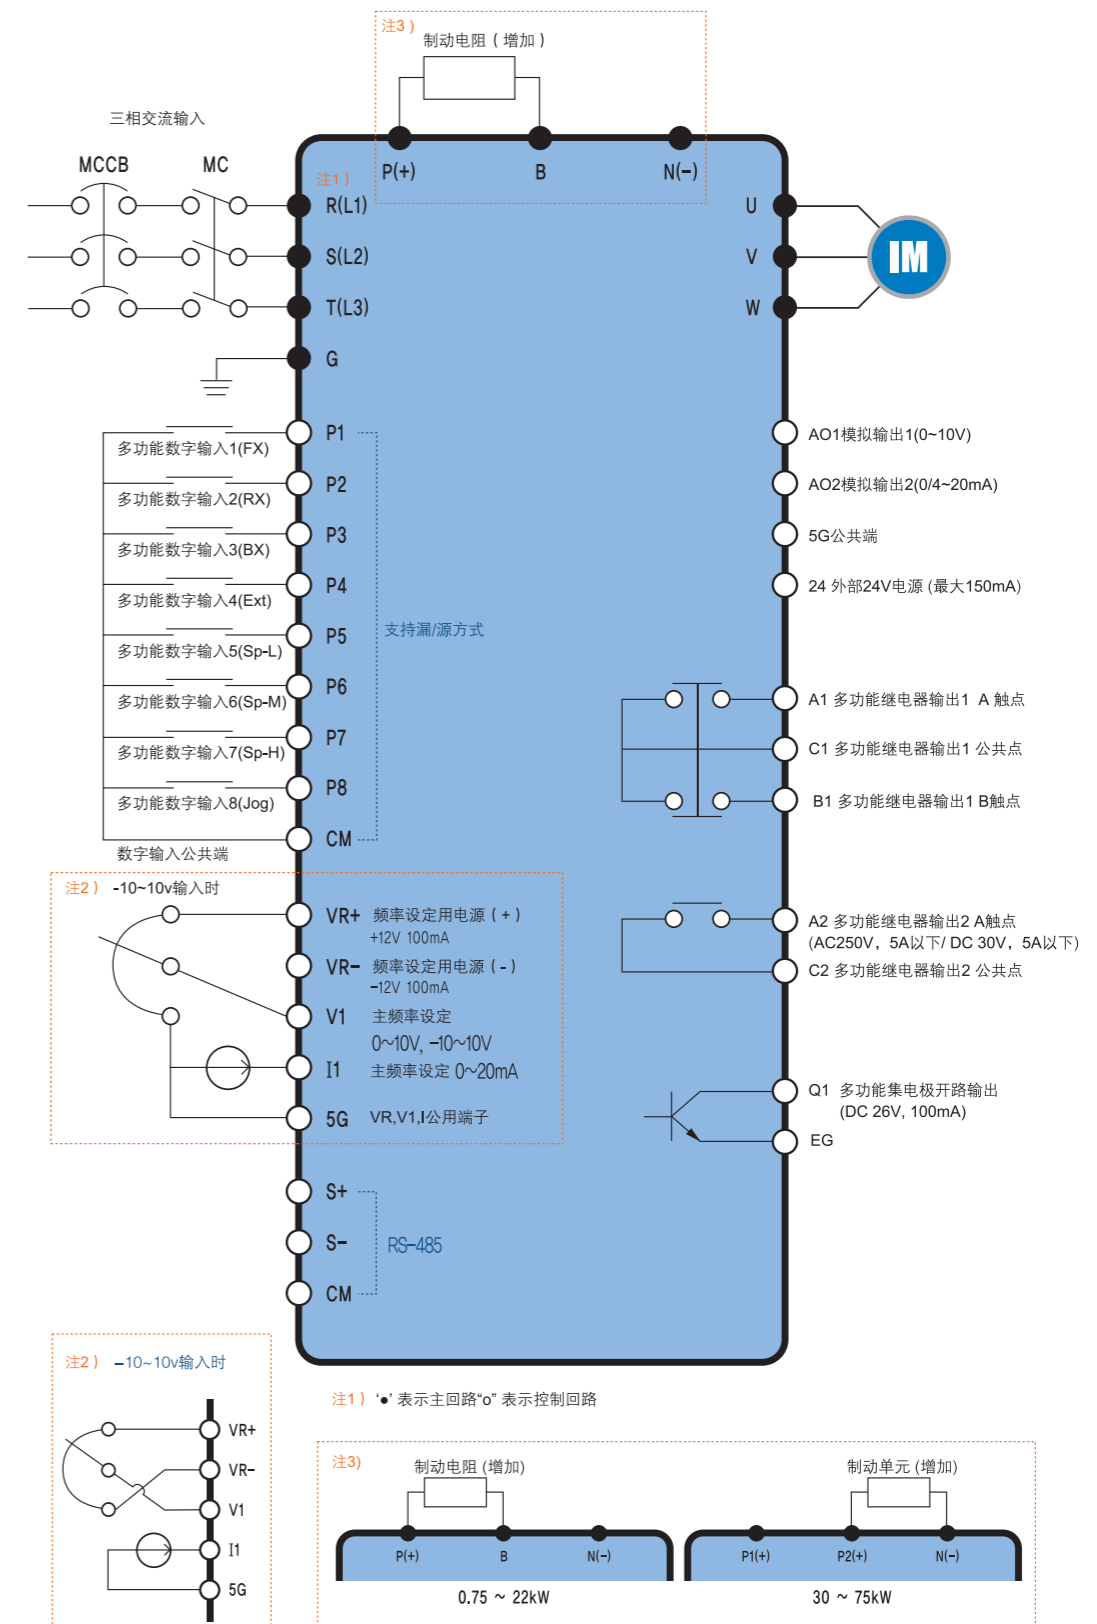 注3）
制动电阻（增加）
三相交流输入
MCCB
MC
注1）
P(+)
B
N(−)
R(L1)
S(L2)
T(L3)
G
U
V
W
IM
P1
多功能数字输入1(FX)
P2
多功能数字输入2(RX)
P3
多功能数字输入3(BX)
P4
多功能数字输入4(Ext)
P5
多功能数字输入5(Sp-L)
P6
多功能数字输入6(Sp-M)
P7
多功能数字输入7(Sp-H)
P8
多功能数字输入8(Jog)
CM
数字输入公共端
支持漏/源方式
AO1模拟输出1(0~10V)
AO2模拟输出2(0/4~20mA)
5G公共端
24 外部24V电源 (最大150mA)
A1 多功能继电器输出1 A 触点
C1 多功能继电器输出1 公共点
B1 多功能继电器输出1 B触点
注2） -10~10v输入时
VR+ 频率设定用电源（+）
+12V 100mA
VR− 频率设定用电源（-）
−12V 100mA
V1 主频率设定
0~10V, −10~10V
I1 主频率设定 0~20mA
5G VR,V1,I公用端子
A2 多功能继电器输出2 A触点
(AC250V，5A以下/ DC 30V，5A以下)
C2 多功能继电器输出2 公共点
Q1 多功能集电极开路输出
(DC 26V, 100mA)
EG
S+
S−
RS-485
CM
注2） −10~10v输入时
VR+
VR−
V1
I1
5G
注1）‘●’ 表示主回路“o” 表示控制回路
注3)
制动电阻 (增加)
P(+)
B
N(−)
0.75 ~ 22kW
制动单元 (增加)
P1(+)
P2(+)
N(−)
30 ~ 75kW